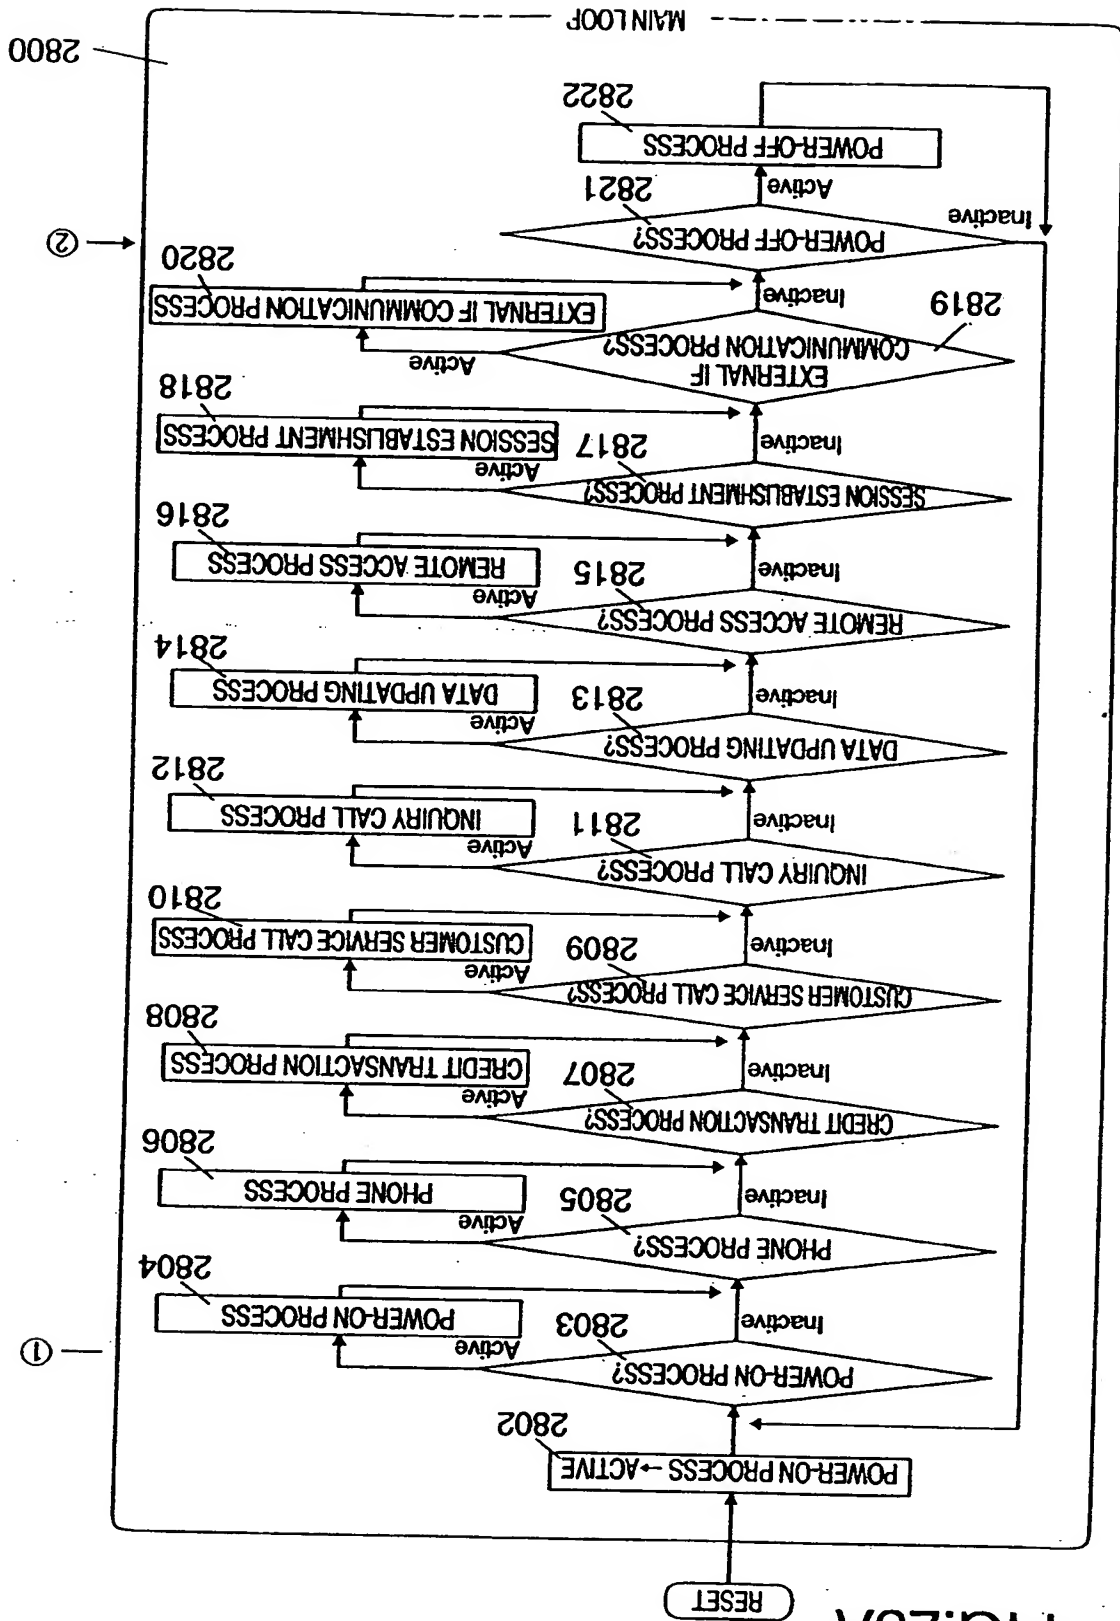 FIG.28A
RESET
POWER-ON PROCESS ←ACTIVE
2802
POWER-ON PROCESS?
2803
Active
POWER-ON PROCESS
2804
①
Inactive
PHONE PROCESS?
2805
Active
PHONE PROCESS
2806
Inactive
CREDIT TRANSACTION PROCESS?
2807
Active
CREDIT TRANSACTION PROCESS
2808
Inactive
CUSTOMER SERVICE CALL PROCESS?
2809
Active
CUSTOMER SERVICE CALL PROCESS
2810
Inactive
INQUIRY CALL PROCESS?
2811
Active
INQUIRY CALL PROCESS
2812
Inactive
DATA UPDATING PROCESS?
2813
Active
DATA UPDATING PROCESS
2814
Inactive
REMOTE ACCESS PROCESS?
2815
Active
REMOTE ACCESS PROCESS
2816
Inactive
SESSION ESTABLISHMENT PROCESS?
2817
Active
SESSION ESTABLISHMENT PROCESS
2818
Inactive
EXTERNAL IF
COMMUNICATION PROCESS?
2819
Active
EXTERNAL IF COMMUNICATION PROCESS
2820
Inactive
②
POWER-OFF PROCESS?
2821
Inactive
Active
POWER-OFF PROCESS
2822
2800
MAIN LOOP